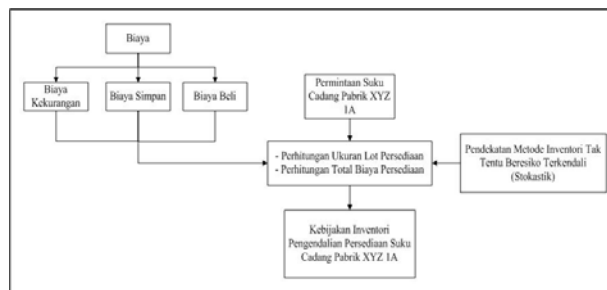 Biaya
Biaya
Kekurangan
Biaya Simpan
Biaya Beli
Permintaan Suku
Cadang Pabrik XYZ
1A
- Perhitungan Ukuran Lot Persediaan
- Perhitungan Total Biaya Persediaan
Pendekatan Metode Inventori Tak
Tentu Beresiko Terkendali
(Stokastik)
Kebijakan Inventori
Pengendalian Persediaan Suku
Cadang Pabrik XYZ 1A